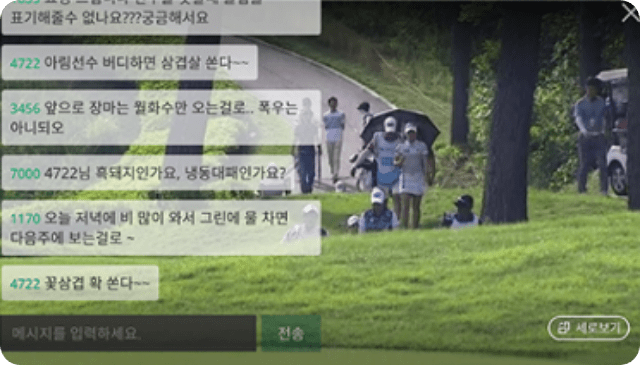 표기해줄수 없나요???궁금해서요
4722 아림선수 버디하면 삼겹살 쏜다~~
3456 앞으로 장마는 월화수만 오는걸로.. 폭우는
아니되오
7000 4722님 흑돼지인가요, 냉동대패인가요?
1170 오늘 저녁에 비 많이 와서 그린에 물 차면
다음주에 보는걸로 ~
4722 꽃삼겹 확 쏜다~~
메시지를 입력하세요.
전송
세로보기